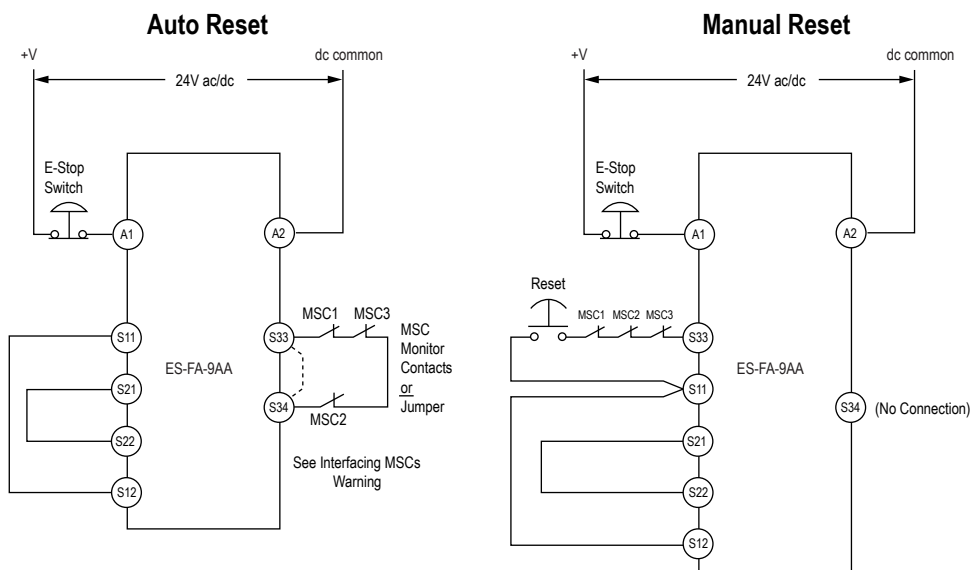 Auto Reset
+V
dc common
24V ac/dc
E-Stop
Switch
A1
A2
MSC1
MSC3
S11
S33
MSC
Monitor
Contacts
or
Jumper
ES-FA-9AA
S21
S34
MSC2
S22
See Interfacing MSCs
Warning
S12
Manual Reset
+V
dc common
24V ac/dc
E-Stop
Switch
A1
A2
Reset
MSC1
MSC2
MSC3
S33
ES-FA-9AA
S11
S34
(No Connection)
S21
S22
S12